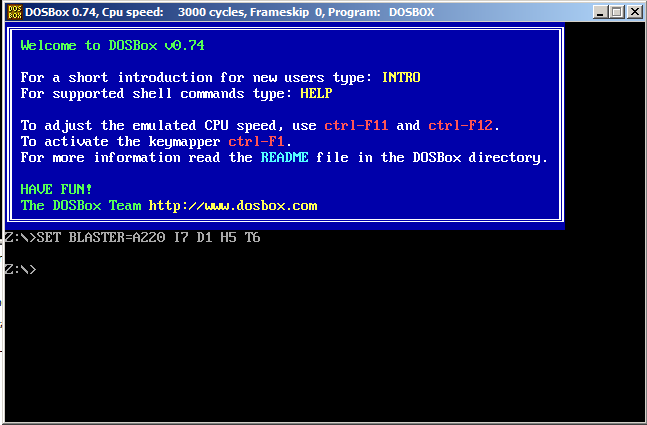 DOSBox 0.74, Cpu speed: 3000 cycles, Frameskip 0, Program: DOSBOX
Welcome to DOSBox v0.74
For a short introduction for new users type: INTRO
For supported shell commands type: HELP
To adjust the emulated CPU speed, use ctrl-F11 and ctrl-F12.
To activate the keymapper ctrl-F1.
For more information read the README file in the DOSBox directory.
HAVE FUN!
The DOSBox Team http://www.dosbox.com
Z:\>SET BLASTER=A220 I7 D1 H5 T6
Z:\>